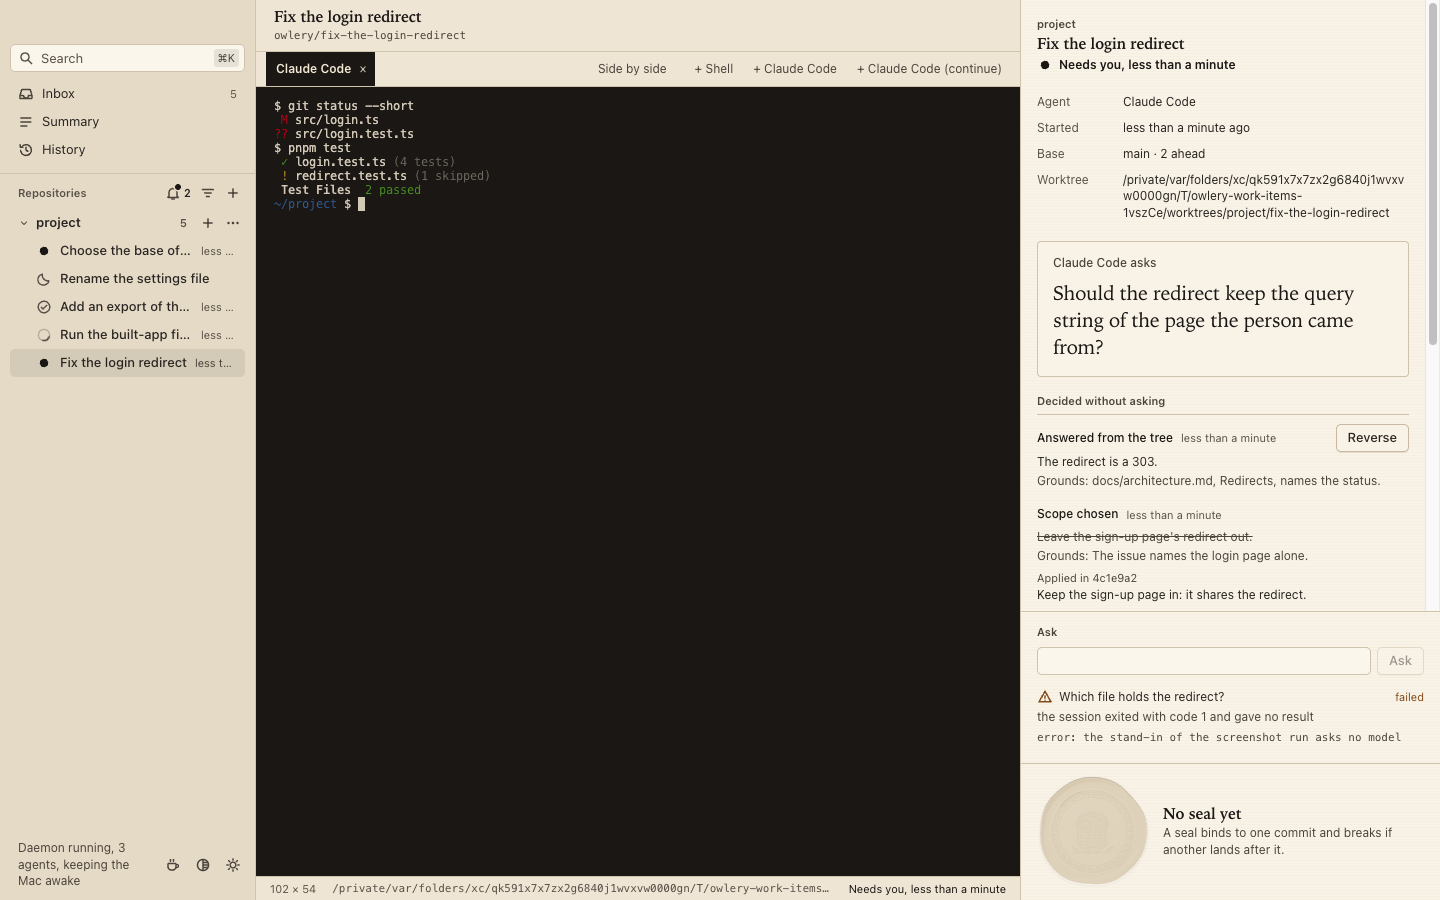 Search ⌘K
Inbox 5
Summary
History
Repositories 2
project 5
Choose the base of... less ...
Rename the settings file
Add an export of th... less ...
Run the built-app fi... less ...
Fix the login redirect less t...
Daemon running, 3
agents, keeping the
Mac awake
Fix the login redirect
owlery/fix-the-login-redirect
Claude Code ×
Side by side + Shell + Claude Code + Claude Code (continue)
$ git status --short
M src/login.ts
?? src/login.test.ts
$ pnpm test
✓ login.test.ts (4 tests)
! redirect.test.ts (1 skipped)
Test Files 2 passed
~/project $
102 × 54 /private/var/folders/xc/qk591x7x7zx2g6840j1wvxvw0000gn/T/owlery-work-items… Needs you, less than a minute
project
Fix the login redirect
Needs you, less than a minute
Agent Claude Code
Started less than a minute ago
Base main · 2 ahead
Worktree /private/var/folders/xc/qk591x7x7zx2g6840j1wvxv
w0000gn/T/owlery-work-items-
1vszCe/worktrees/project/fix-the-login-redirect
Claude Code asks
Should the redirect keep the query
string of the page the person came
from?
Decided without asking
Answered from the tree less than a minute Reverse
The redirect is a 303.
Grounds: docs/architecture.md, Redirects, names the status.
Scope chosen less than a minute
Leave the sign-up page's redirect out.
Grounds: The issue names the login page alone.
Applied in 4c1e9a2
Keep the sign-up page in: it shares the redirect.
Ask
Ask
Which file holds the redirect? failed
the session exited with code 1 and gave no result
error: the stand-in of the screenshot run asks no model
No seal yet
A seal binds to one commit and breaks if
another lands after it.